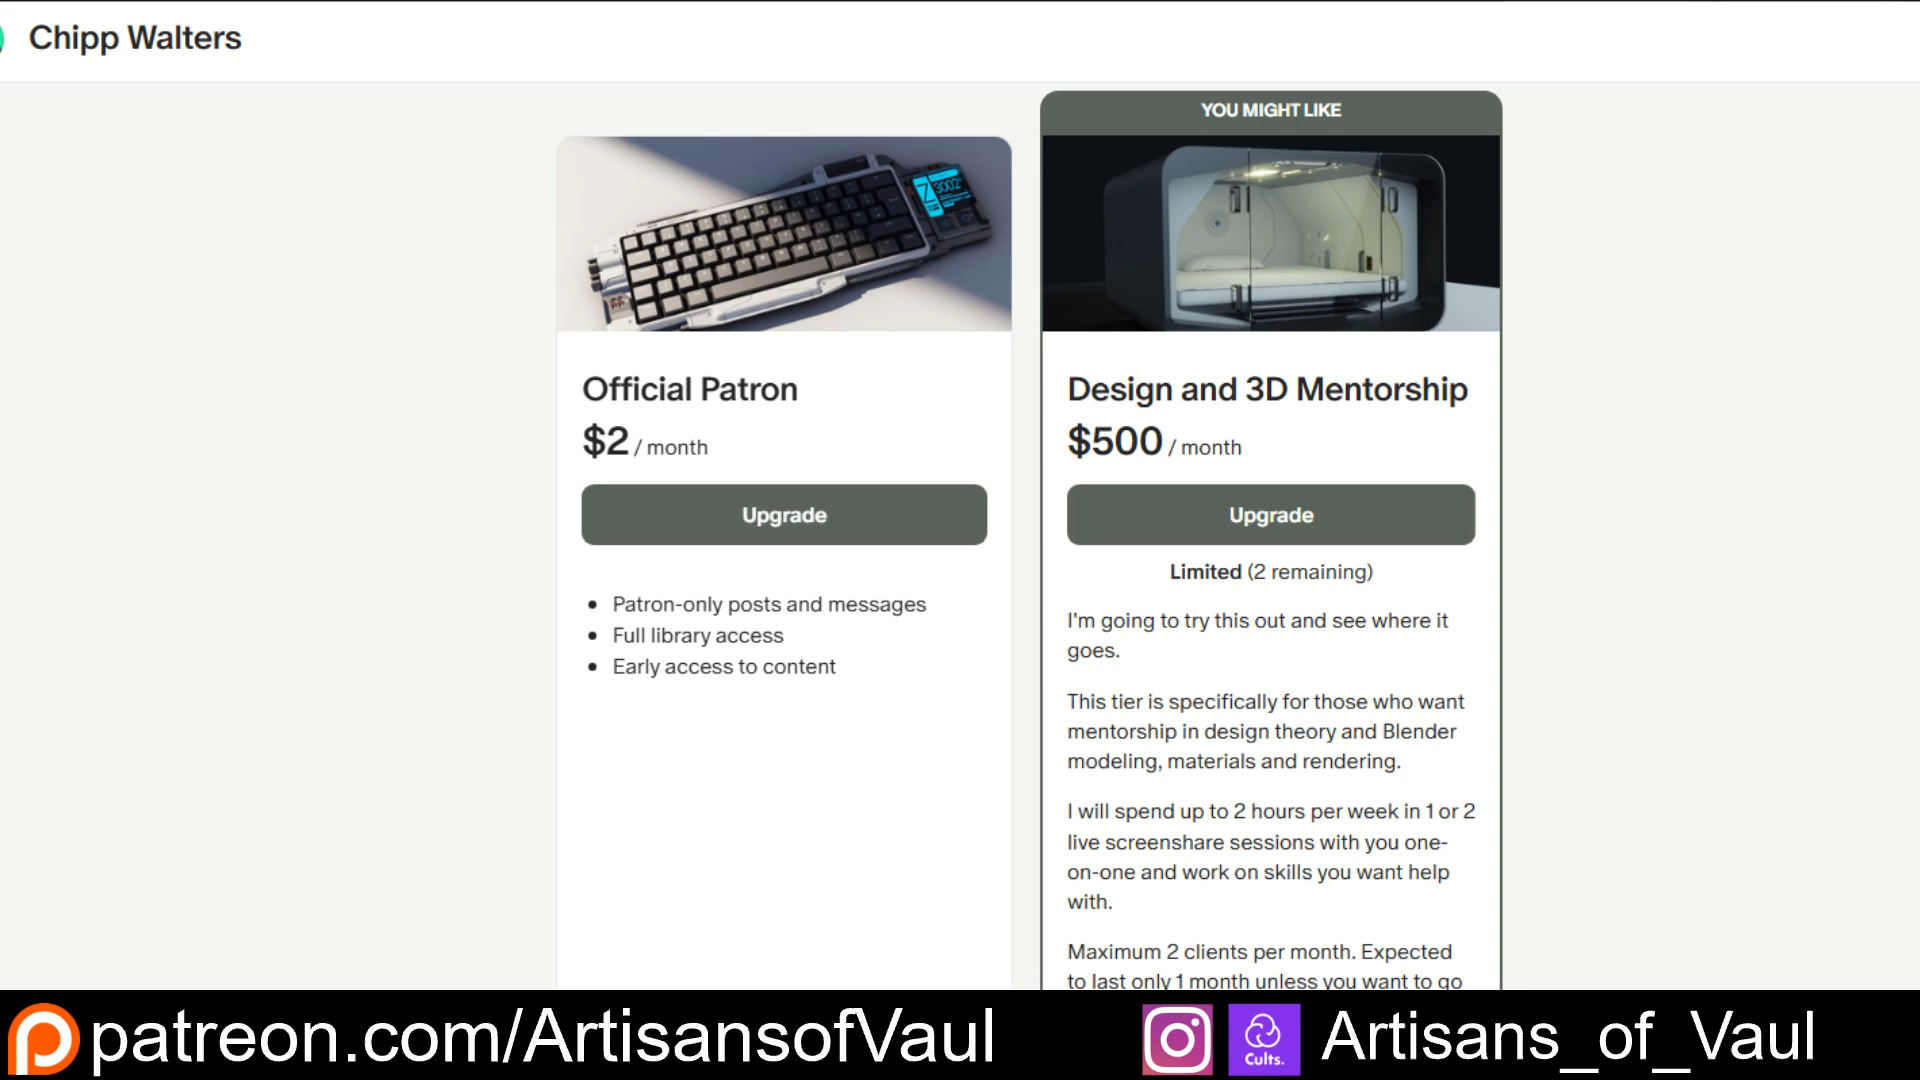 Chipp Walters
YOU MIGHT LIKE
Z 3002
Official Patron
$2 / month
Upgrade
Patron-only posts and messages
Full library access
Early access to content
Design and 3D Mentorship
$500 / month
Upgrade
Limited (2 remaining)
I'm going to try this out and see where it
goes.
This tier is specifically for those who want
mentorship in design theory and Blender
modeling, materials and rendering.
I will spend up to 2 hours per week in 1 or 2
live screenshare sessions with you one-
on-one and work on skills you want help
with.
Maximum 2 clients per month. Expected
to last only 1 month unless you want to go
patreon.com/ArtisansofVaul
Cults.
Artisans_of_Vaul